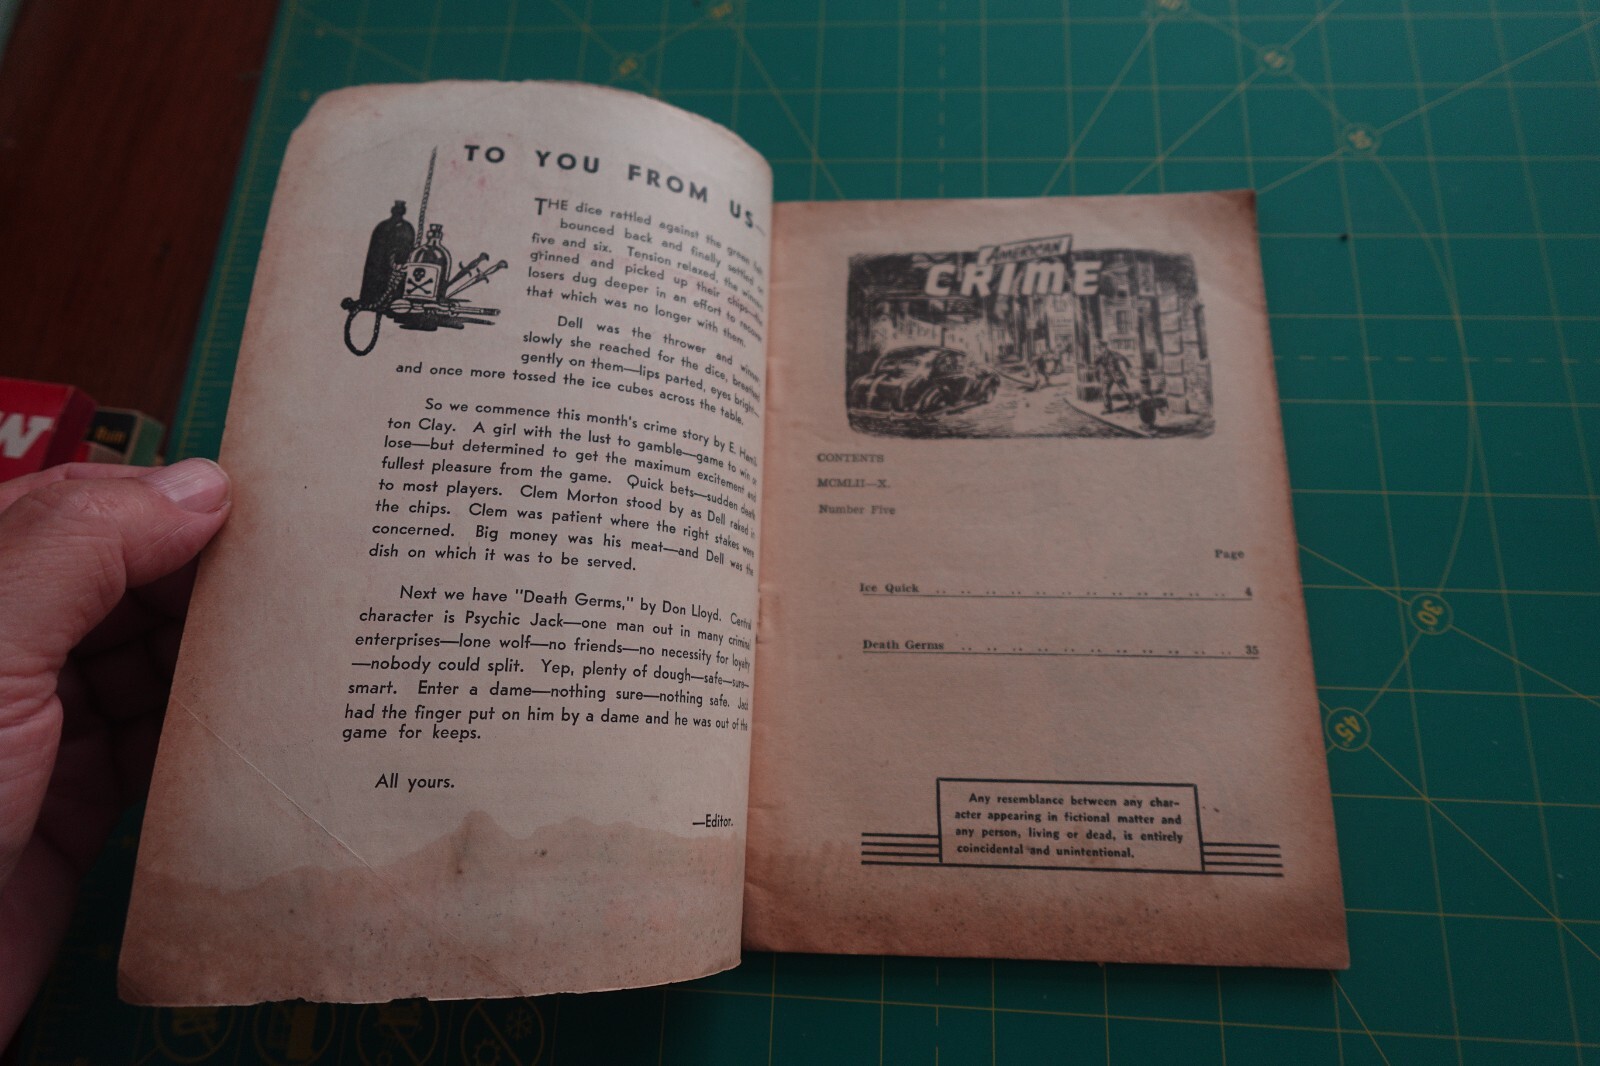 TO YOU FROM US—
THE dice rattled against the green
bounced back and finally settled on
five and six. Tension relaxed, the winners
grinned and picked up their chips—the
losers dug deeper in an effort to recover
that which was no longer with them.
Dell was the thrower and winner,
slowly she reached for the dice, breathed
gently on them—lips parted, eyes bright—
and once more tossed the ice cubes across the table.
So we commence this month's crime story by E. Hamil-
ton Clay. A girl with the lust to gamble—game to win or
lose—but determined to get the maximum excitement and
fullest pleasure from the game. Quick bets—sudden death
to most players. Clem Morton stood by as Dell raked in
the chips. Clem was patient where the right stakes were
concerned. Big money was his meat—and Dell was the
dish on which it was to be served.
Next we have "Death Germs," by Don Lloyd. Central
character is Psychic Jack—one man out in many criminal
enterprises—lone wolf—no friends—no necessity for loyalty
—nobody could split. Yep, plenty of dough—safe—sure—
smart. Enter a dame—nothing sure—nothing safe. Jack
had the finger put on him by a dame and he was out of the
game for keeps.
All yours.
—Editor.
AMERICAN
CRIME
CONTENTS
MCMLII—X.
Number Five
Page
Ice Quick .. .. .. .. .. .. .. .. .. .. .. .. 4
Death Germs .. .. .. .. .. .. .. .. .. .. .. 35
Any resemblance between any char-
acter appearing in fictional matter and
any person, living or dead, is entirely
coincidental and unintentional.
30°
45°